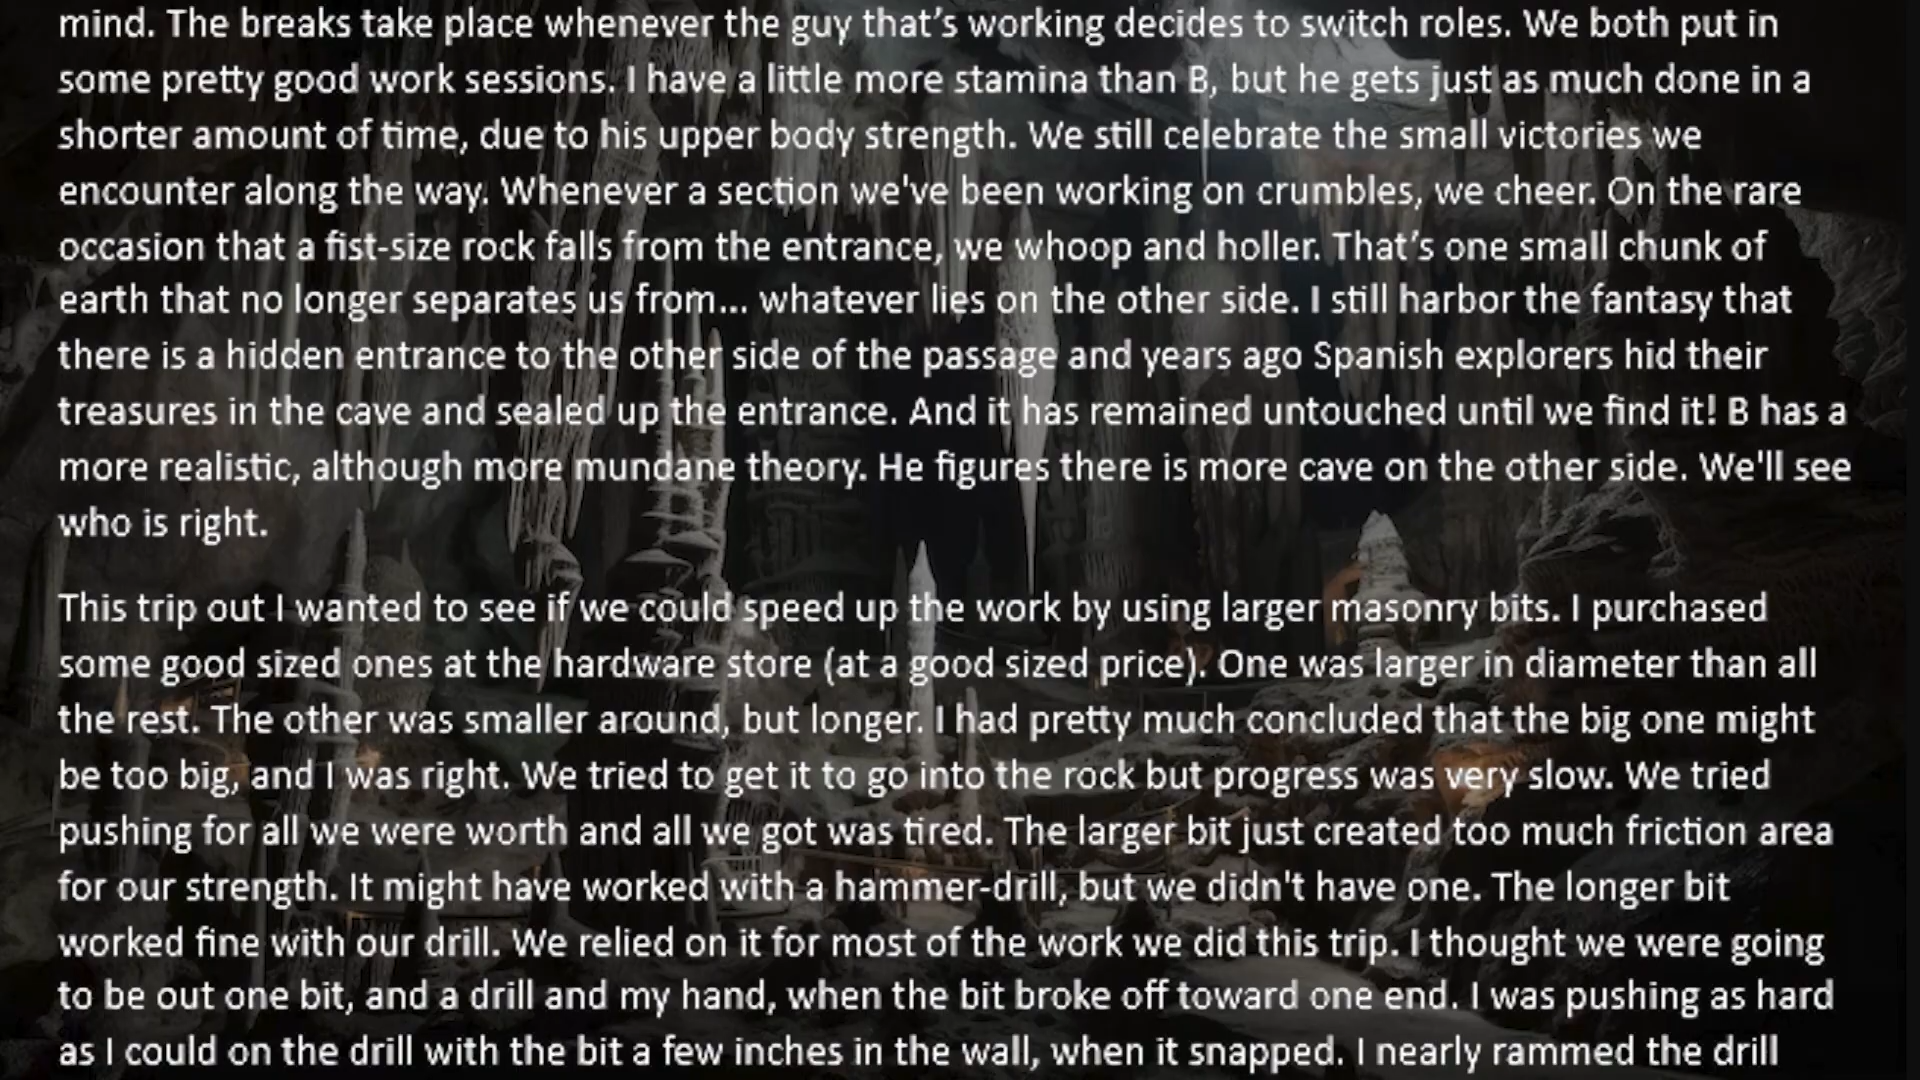 mind. The breaks take place whenever the guy that’s working decides to switch roles. We both put in
some pretty good work sessions. I have a little more stamina than B, but he gets just as much done in a
shorter amount of time, due to his upper body strength. We still celebrate the small victories we
encounter along the way. Whenever a section we've been working on crumbles, we cheer. On the rare
occasion that a fist-size rock falls from the entrance, we whoop and holler. That’s one small chunk of
earth that no longer separates us from... whatever lies on the other side. I still harbor the fantasy that
there is a hidden entrance to the other side of the passage and years ago Spanish explorers hid their
treasures in the cave and sealed up the entrance. And it has remained untouched until we find it! B has a
more realistic, although more mundane theory. He figures there is more cave on the other side. We'll see
who is right.
This trip out I wanted to see if we could speed up the work by using larger masonry bits. I purchased
some good sized ones at the hardware store (at a good sized price). One was larger in diameter than all
the rest. The other was smaller around, but longer. I had pretty much concluded that the big one might
be too big, and I was right. We tried to get it to go into the rock but progress was very slow. We tried
pushing for all we were worth and all we got was tired. The larger bit just created too much friction area
for our strength. It might have worked with a hammer-drill, but we didn't have one. The longer bit
worked fine with our drill. We relied on it for most of the work we did this trip. I thought we were going
to be out one bit, and a drill and my hand, when the bit broke off toward one end. I was pushing as hard
as I could on the drill with the bit a few inches in the wall, when it snapped. I nearly rammed the drill